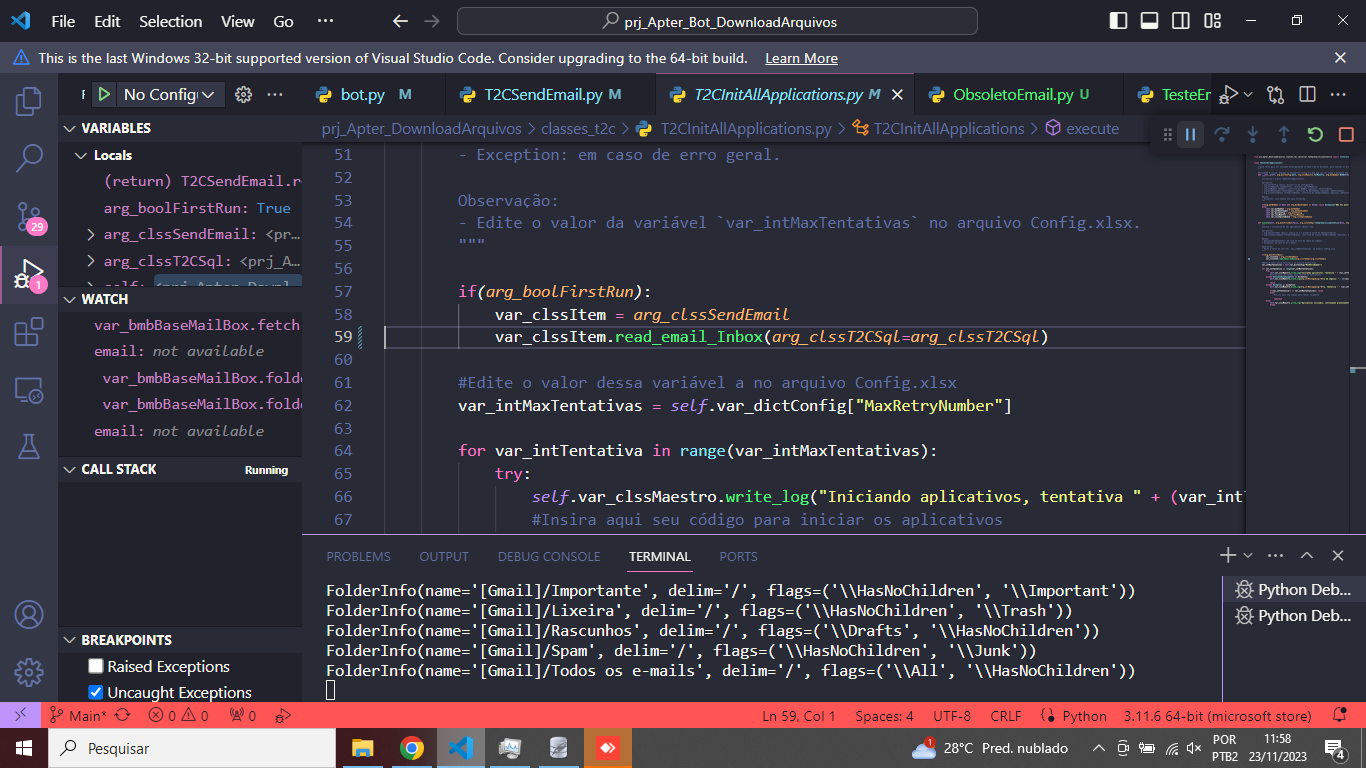 File Edit Selection View Go ··· prj_Apter_Bot_DownloadArquivos
This is the last Windows 32-bit supported version of Visual Studio Code. Consider upgrading to the 64-bit build. Learn More
No Config bot.py M T2CSendEmail.py M T2CInitAllApplications.py M ObsoletoEmail.py U
prj_Apter_DownloadArquivos > classes_t2c > T2CInitAllApplications.py > T2CInitAllApplications > execute
VARIABLES
Locals
(return) T2CSendEmail.r
arg_boolFirstRun: True
arg_clssSendEmail: <pr...
arg_clssT2CSql: <prj_A...
29
1
WATCH
var_bmbBaseMailBox.fetch
email: not available
var_bmbBaseMailBox.folde
var_bmbBaseMailBox.folde
email: not available
CALL STACK Running
BREAKPOINTS
Raised Exceptions
Uncaught Exceptions
51 - Exception: em caso de erro geral.
52
53 Observação:
54 - Edite o valor da variável `var_intMaxTentativas` no arquivo Config.xlsx.
55 """
56
57 if(arg_boolFirstRun):
58 var_clssItem = arg_clssSendEmail
59 var_clssItem.read_email_Inbox(arg_clssT2CSql=arg_clssT2CSql)
60
61 #Edite o valor dessa variável a no arquivo Config.xlsx
62 var_intMaxTentativas = self.var_dictConfig["MaxRetryNumber"]
63
64 for var_intTentativa in range(var_intMaxTentativas):
65 try:
66 self.var_clssMaestro.write_log("Iniciando aplicativos, tentativa " + (var_int
67 #Insira aqui seu código para iniciar os aplicativos
PROBLEMS OUTPUT DEBUG CONSOLE TERMINAL PORTS
FolderInfo(name='[Gmail]/Importante', delim='/', flags=('\\HasNoChildren', '\\Important'))
FolderInfo(name='[Gmail]/Lixeira', delim='/', flags=('\\HasNoChildren', '\\Trash'))
FolderInfo(name='[Gmail]/Rascunhos', delim='/', flags=('\\Drafts', '\\HasNoChildren'))
FolderInfo(name='[Gmail]/Spam', delim='/', flags=('\\HasNoChildren', '\\Junk'))
FolderInfo(name='[Gmail]/Todos os e-mails', delim='/', flags=('\\All', '\\HasNoChildren'))
Python Deb...
Python Deb...
Main* 0 0 0 Ln 59, Col 1 Spaces: 4 UTF-8 CRLF Python 3.11.6 64-bit (microsoft store)
Pesquisar 1 28°C Pred. nublado POR PTB2 11:58 23/11/2023 4